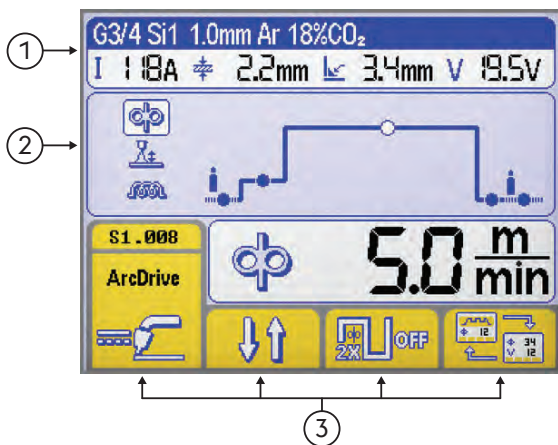 G3/4 Si1 1.0mm Ar 18%CO₂
I 118A 2.2mm 3.4mm V 19.5V
S1.008
ArcDrive
5.0 m/min
2X OFF
12
34
V 12
1
2
3